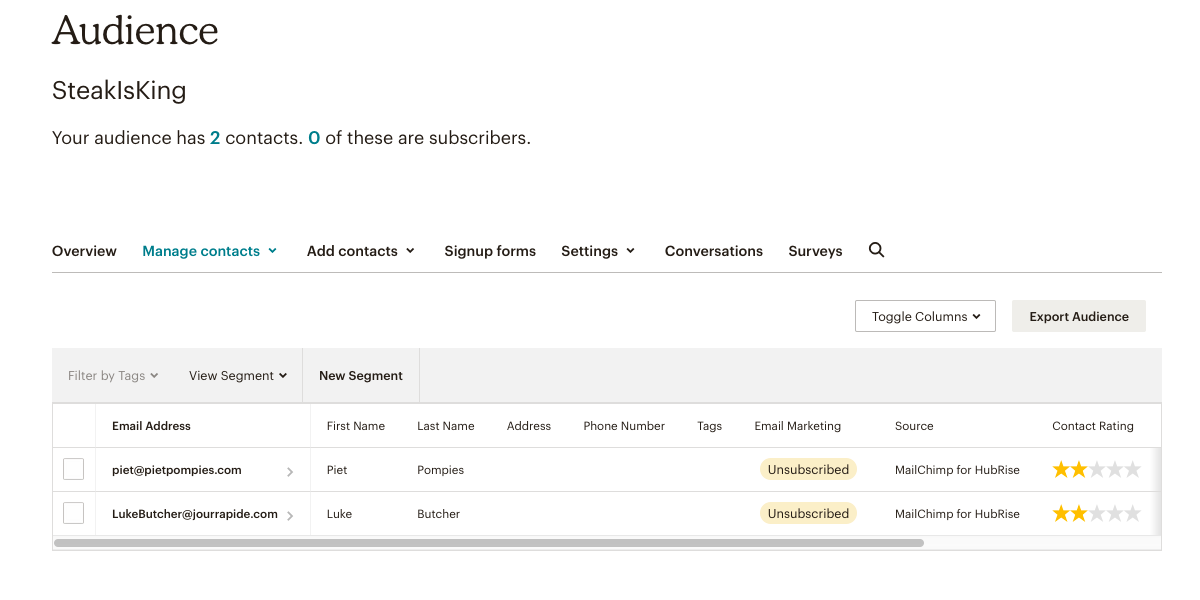 Audience
SteakIsKing
Your audience has 2 contacts. 0 of these are subscribers.
Overview Manage contacts Add contacts Signup forms Settings Conversations Surveys
Toggle Columns Export Audience
Filter by Tags View Segment New Segment
Email Address First Name Last Name Address Phone Number Tags Email Marketing Source Contact Rating
piet@pietpompies.com Piet Pompies Unsubscribed MailChimp for HubRise
LukeButcher@jourrapide.com Luke Butcher Unsubscribed MailChimp for HubRise